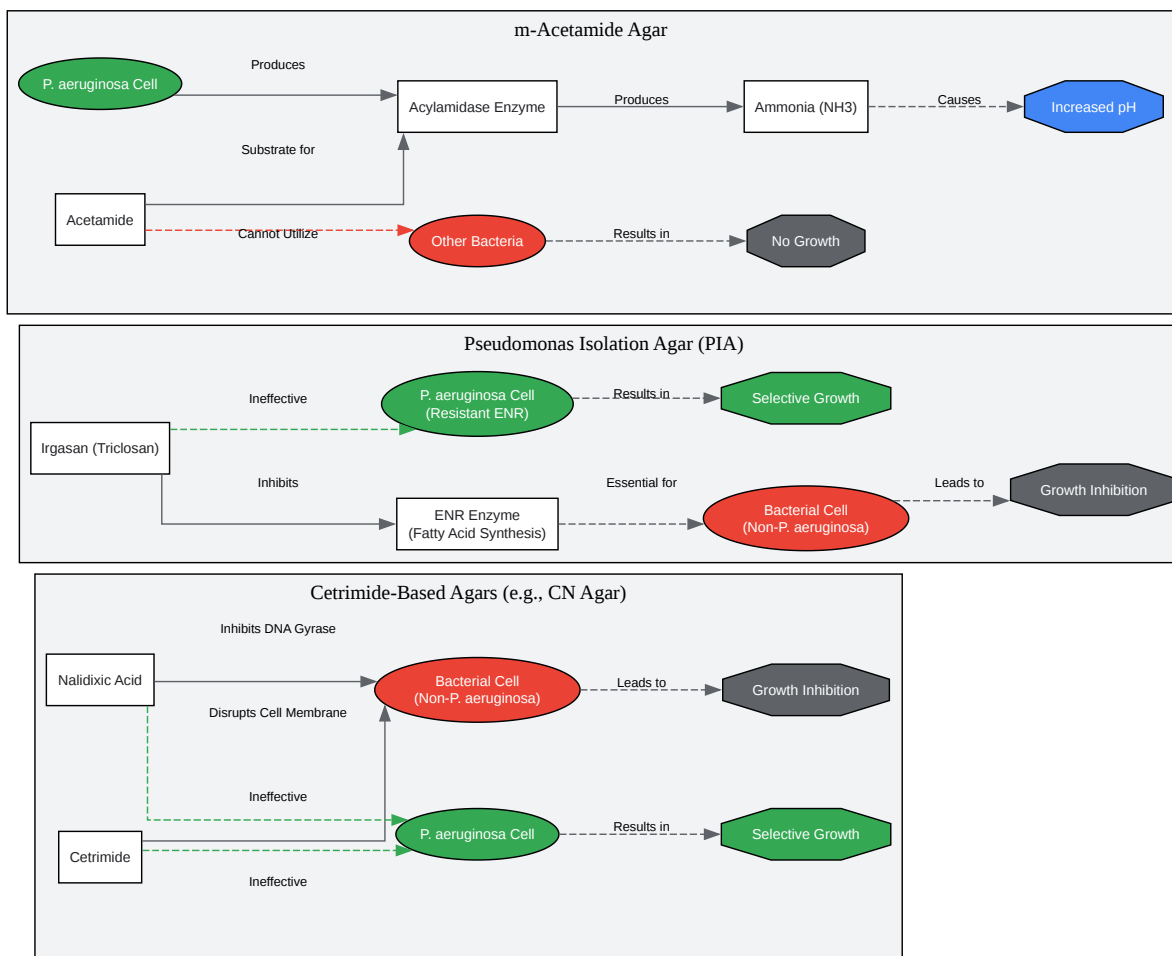 m-Acetamide Agar
P. aeruginosa Cell
Produces
Acylamidase Enzyme
Produces
Ammonia (NH3)
Causes
Increased pH
Substrate for
Acetamide
Cannot Utilize
Other Bacteria
Results in
No Growth
Pseudomonas Isolation Agar (PIA)
Ineffective
P. aeruginosa Cell
(Resistant ENR)
Results in
Selective Growth
Irgasan (Triclosan)
Inhibits
ENR Enzyme
(Fatty Acid Synthesis)
Essential for
Bacterial Cell
(Non-P. aeruginosa)
Leads to
Growth Inhibition
Cetrimide-Based Agars (e.g., CN Agar)
Inhibits DNA Gyrase
Nalidixic Acid
Bacterial Cell
(Non-P. aeruginosa)
Leads to
Growth Inhibition
Disrupts Cell Membrane
Ineffective
P. aeruginosa Cell
Results in
Selective Growth
Cetrimide
Ineffective